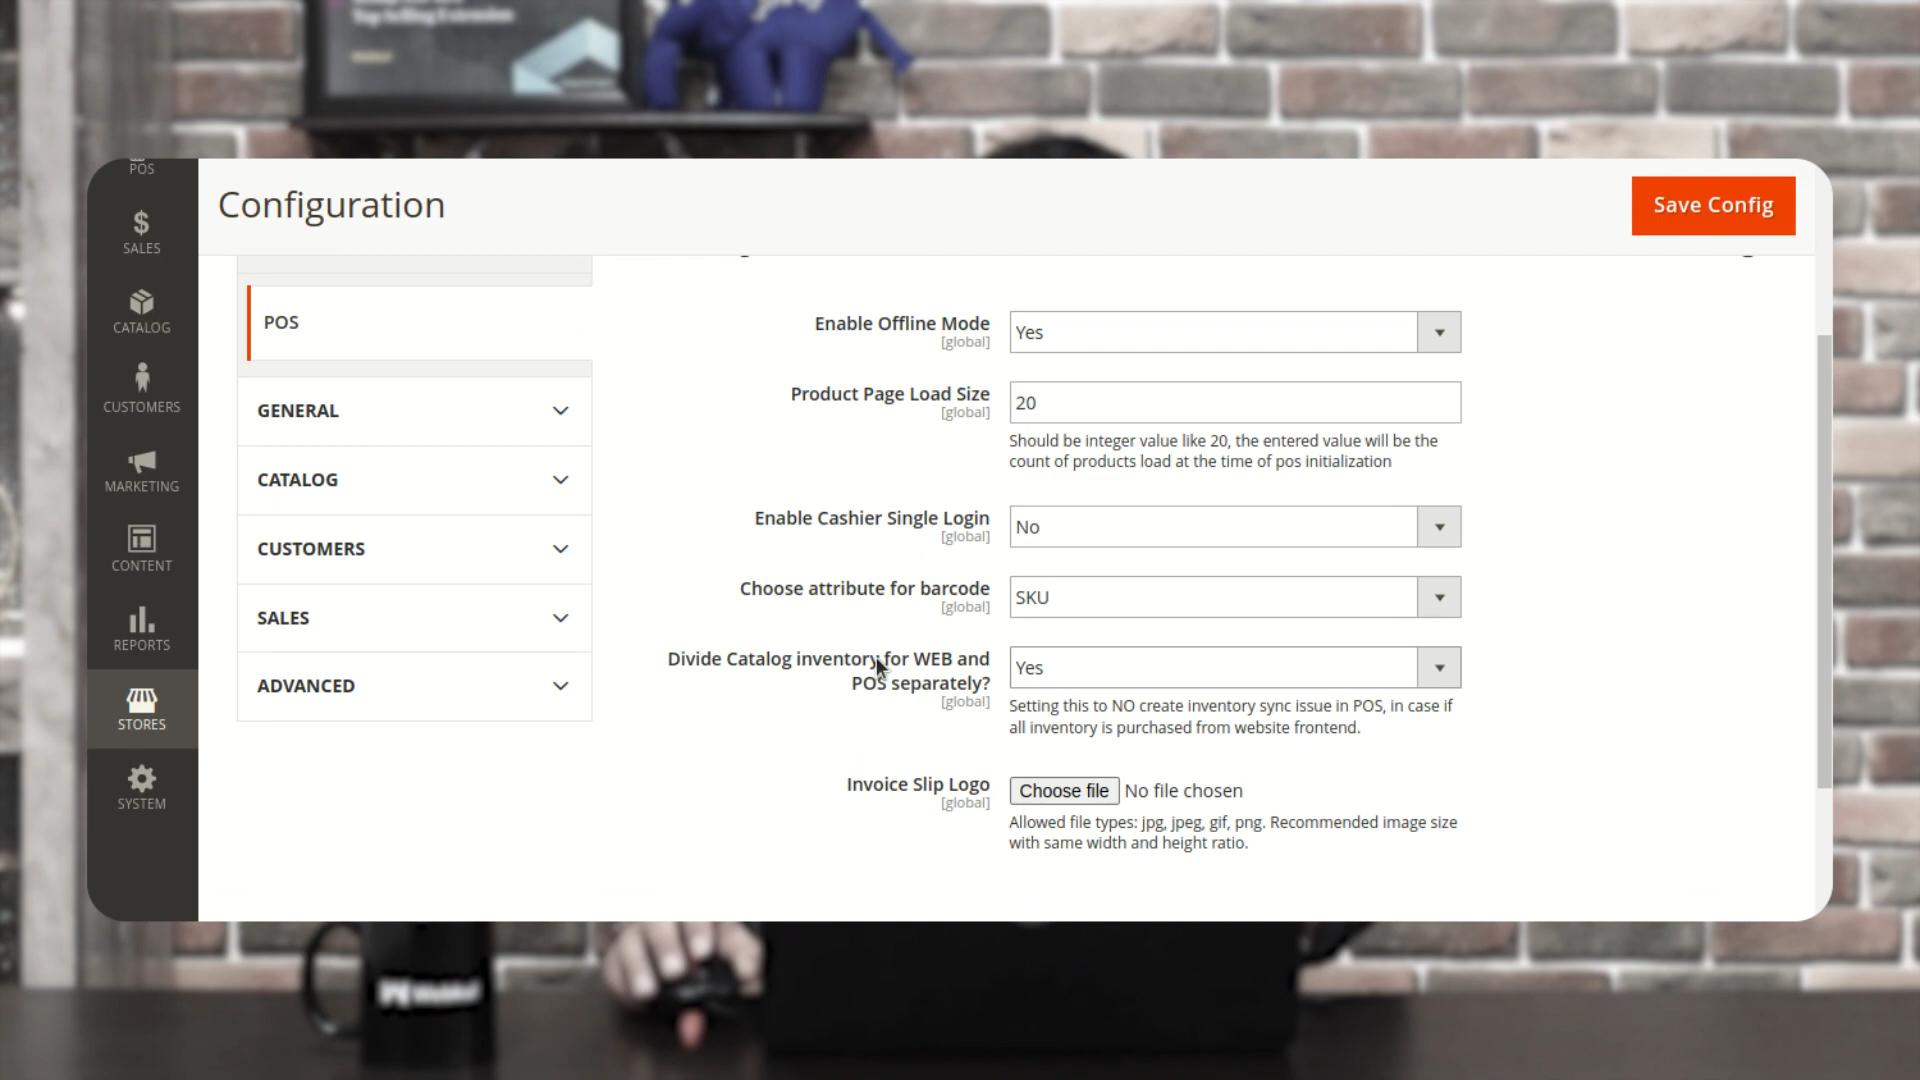 Top Selling Extension
POS
SALES
CATALOG
CUSTOMERS
MARKETING
CONTENT
REPORTS
STORES
SYSTEM
Configuration
Save Config
POS
GENERAL
CATALOG
CUSTOMERS
SALES
ADVANCED
Enable Offline Mode
[global]
Yes
Product Page Load Size
[global]
20
Should be integer value like 20, the entered value will be the
count of products load at the time of pos initialization
Enable Cashier Single Login
[global]
No
Choose attribute for barcode
[global]
SKU
Divide Catalog inventory for WEB and
POS separately?
[global]
Yes
Setting this to NO create inventory sync issue in POS, in case if
all inventory is purchased from website frontend.
Invoice Slip Logo
[global]
Choose file No file chosen
Allowed file types: jpg, jpeg, gif, png. Recommended image size
with same width and height ratio.